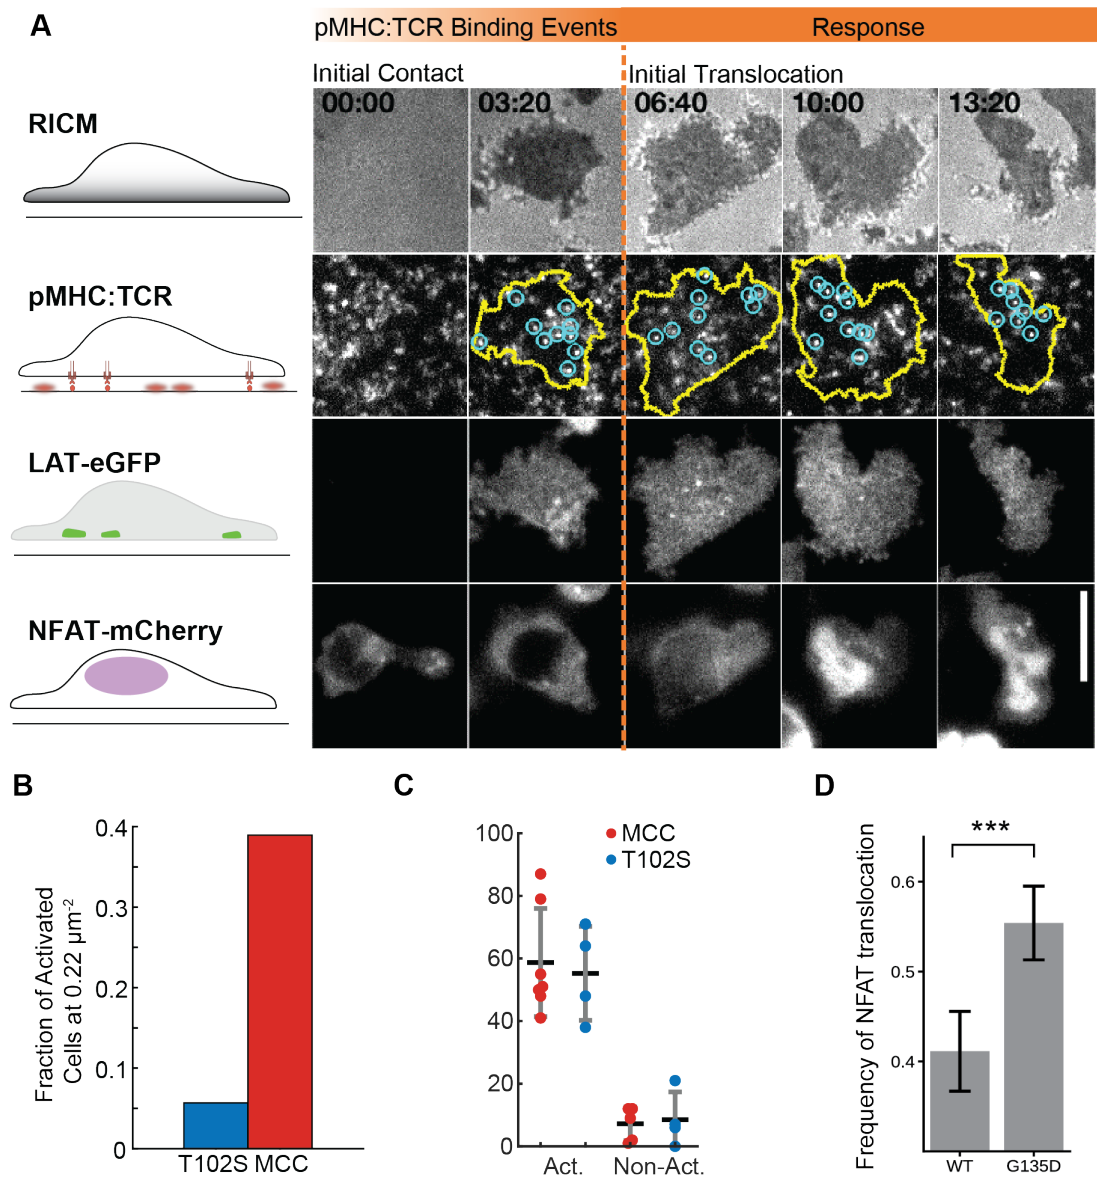 A
pMHC:TCR Binding Events
Response
Initial Contact
Initial Translocation
00:00
03:20
06:40
10:00
13:20
RICM
pMHC:TCR
LAT-eGFP
NFAT-mCherry
B
Fraction of Activated
Cells at 0.22 µm⁻²
0.4
0.3
0.2
0.1
0
T102S MCC
C
MCC
T102S
100
80
60
40
20
0
Act.
Non-Act.
D
Frequency of NFAT translocation
***
0.6
0.5
0.4
WT
G135D